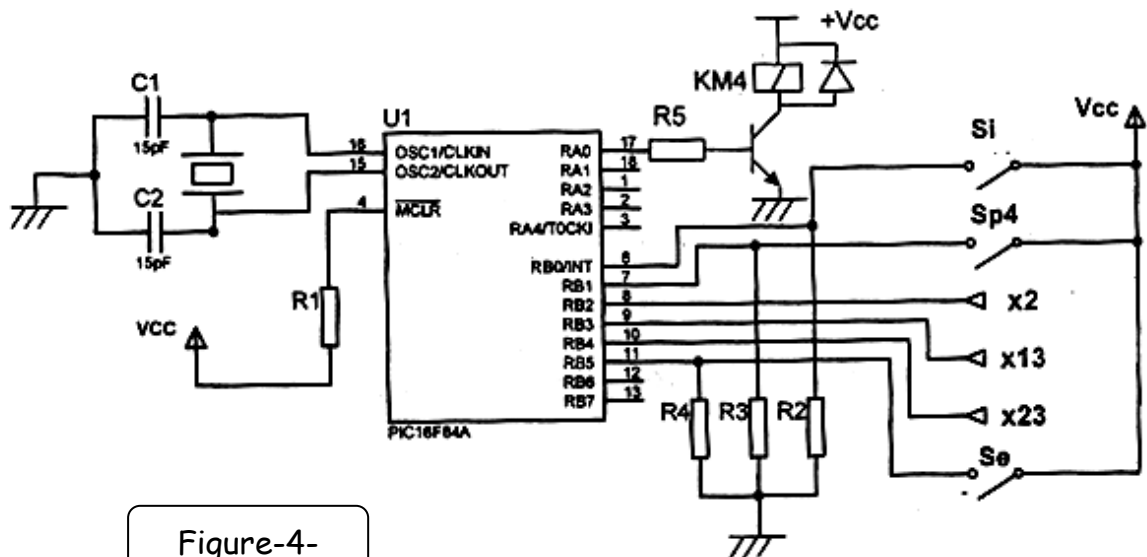 +Vcc
KM4
C1
15pF
U1
R5
Vcc
Si
16 OSC1/CLKIN
15 OSC2/CLKOUT
4 MCLR
RA0 17
RA1 18
RA2 1
RA3 2
RA4/T0CKI 3
C2
15pF
Sp4
RB0/INT 6
RB1 7
RB2 8
RB3 9
RB4 10
RB5 11
RB6 12
RB7 13
x2
R1
VCC
x13
R4 R3 R2
x23
PIC16F84A
Se
Figure-4-